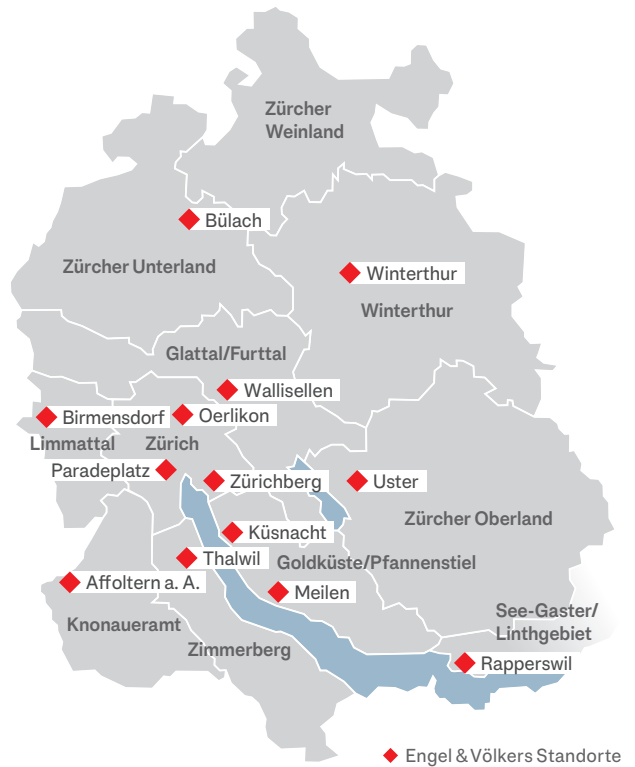 Zürcher
Weinland
Bülach
Zürcher Unterland
Winterthur
Winterthur
Glattal/Furttal
Wallisellen
Birmensdorf
Oerlikon
Limmattal
Zürich
Paradeplatz
Zürichberg
Uster
Zürcher Oberland
Küsnacht
Thalwil
Goldküste/Pfannenstiel
Affoltern a. A.
Meilen
See-Gaster/
Linthgebiet
Knonaueramt
Zimmerberg
Rapperswil
Engel & Völkers Standorte